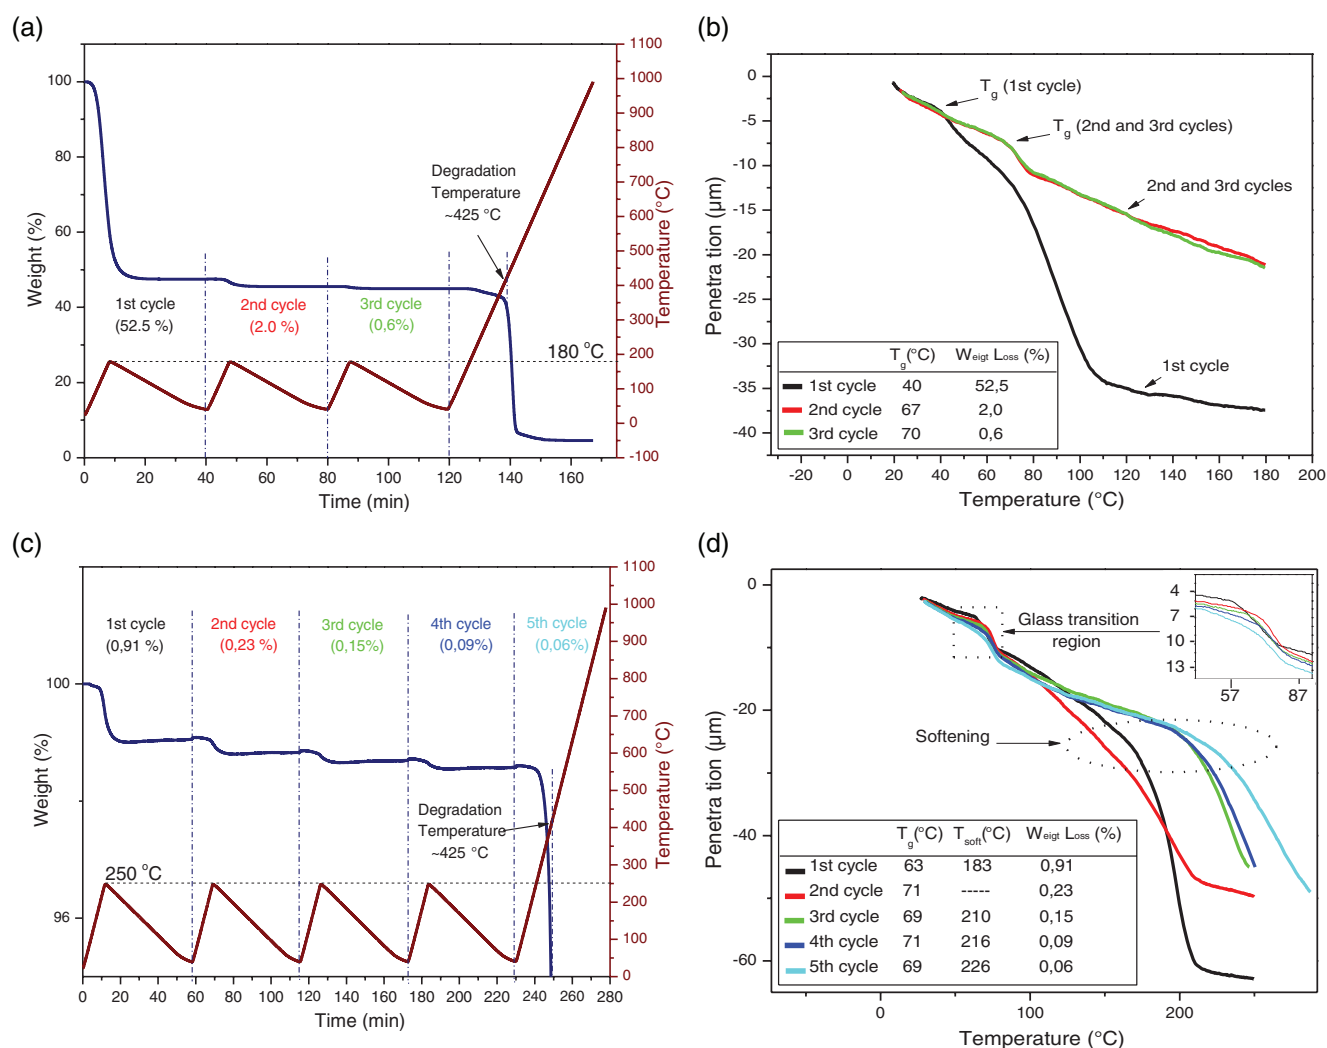 (a)
1100
1000
900
800
700
600
500
400
300
200
100
0
-100
Temperature (°C)
100
80
60
40
20
0
Weight (%)
Degradation
Temperature
~425 °C
1st cycle
(52.5 %)
2nd cycle
(2.0 %)
3rd cycle
(0,6%)
180 °C
0 20 40 60 80 100 120 140 160
Time (min)
(b)
0
-5
-10
-15
-20
-25
-30
-35
-40
Penetration (µm)
Tg (1st cycle)
Tg (2nd and 3rd cycles)
2nd and 3rd cycles
1st cycle
Tg(°C) Weigt Loss (%)
1st cycle 40 52,5
2nd cycle 67 2,0
3rd cycle 70 0,6
-20 0 20 40 60 80 100 120 140 160 180 200
Temperature (°C)
(c)
1100
1000
900
800
700
600
500
400
300
200
100
0
Temperature (°C)
100
96
Weight (%)
1st cycle
(0,91 %)
2nd cycle
(0,23 %)
3rd cycle
(0,15%)
4th cycle
(0,09%)
5th cycle
(0,06%)
Degradation
Temperature
~425 °C
250 °C
0 20 40 60 80 100 120 140 160 180 200 220 240 260 280
Time (min)
(d)
0
-20
-40
-60
Penetration (µm)
Glass transition
region
4
7
10
13
57 87
Softening
Tg(°C) Tsoft(°C) Weigt Loss (%)
1st cycle 63 183 0,91
2nd cycle 71 ----- 0,23
3rd cycle 69 210 0,15
4th cycle 71 216 0,09
5th cycle 69 226 0,06
0 100 200
Temperature (°C)